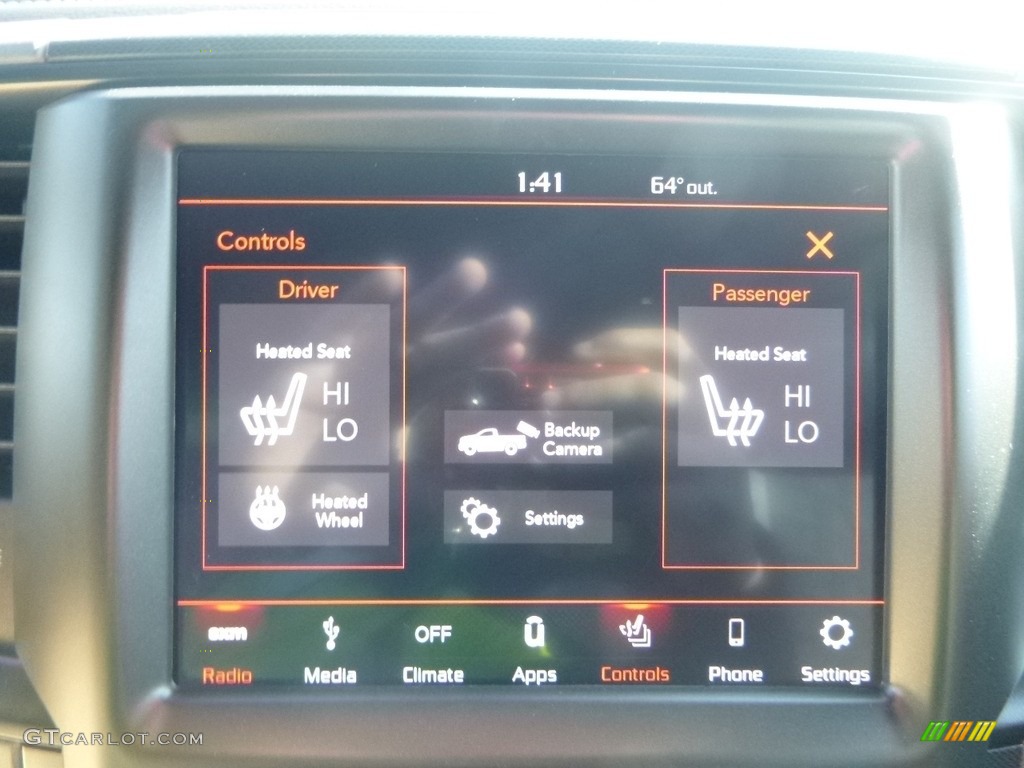 1:41 64° out.
Controls
Driver
Heated Seat
HI
LO
Heated
Wheel
Backup
Camera
Settings
Passenger
Heated Seat
HI
LO
sxm OFF
Radio Media Climate Apps Controls Phone Settings
GTCARLOT.COM